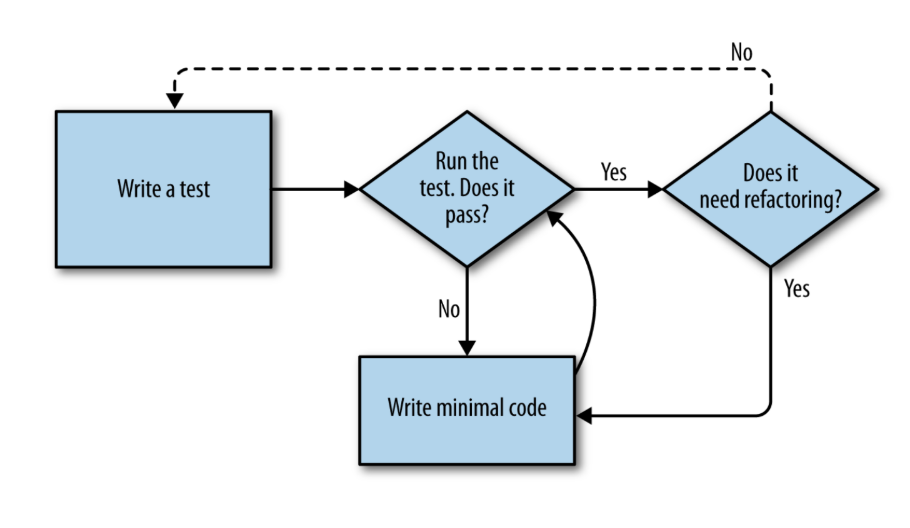 No
Write a test
Run the
test. Does it
pass?
Yes
Does it
need refactoring?
No
Yes
Write minimal code